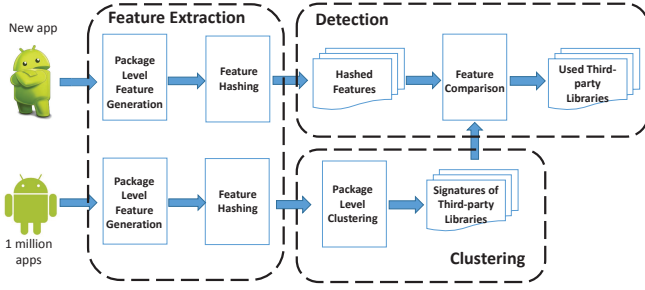 Feature Extraction
Detection
New app
Package
Level
Feature
Generation
Feature
Hashing
Hashed
Features
Feature
Comparison
Used Third-
party
Libraries
1 million
apps
Package
Level
Feature
Generation
Feature
Hashing
Package
Level
Clustering
Signatures of
Third-party
Libraries
Clustering